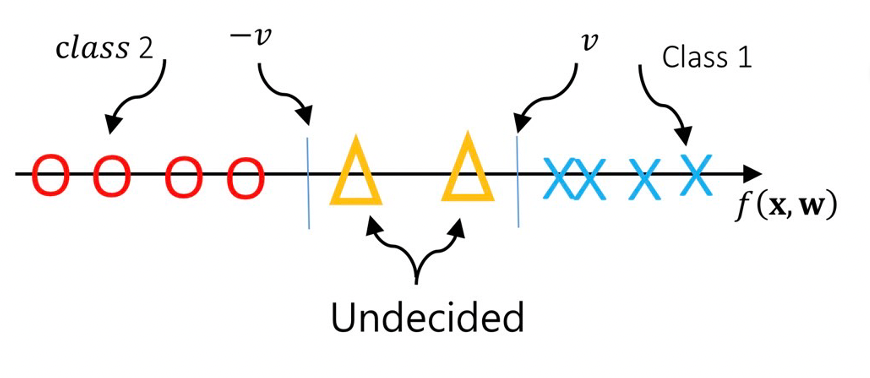 class 2
−v
v
Class 1
f(x, w)
Undecided